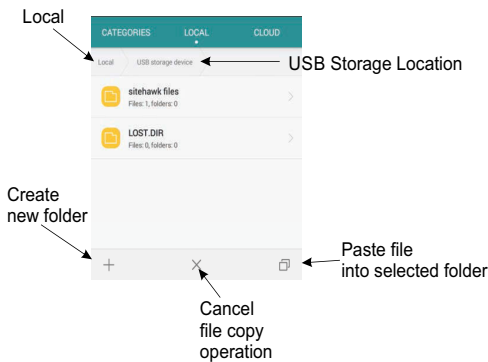 Local
CATEGORIES LOCAL CLOUD
Local USB storage device
USB Storage Location
sitehawk files
Files: 1, folders: 0
LOST.DIR
Files: 0, folders: 0
Create
new folder
Paste file
into selected folder
Cancel
file copy
operation